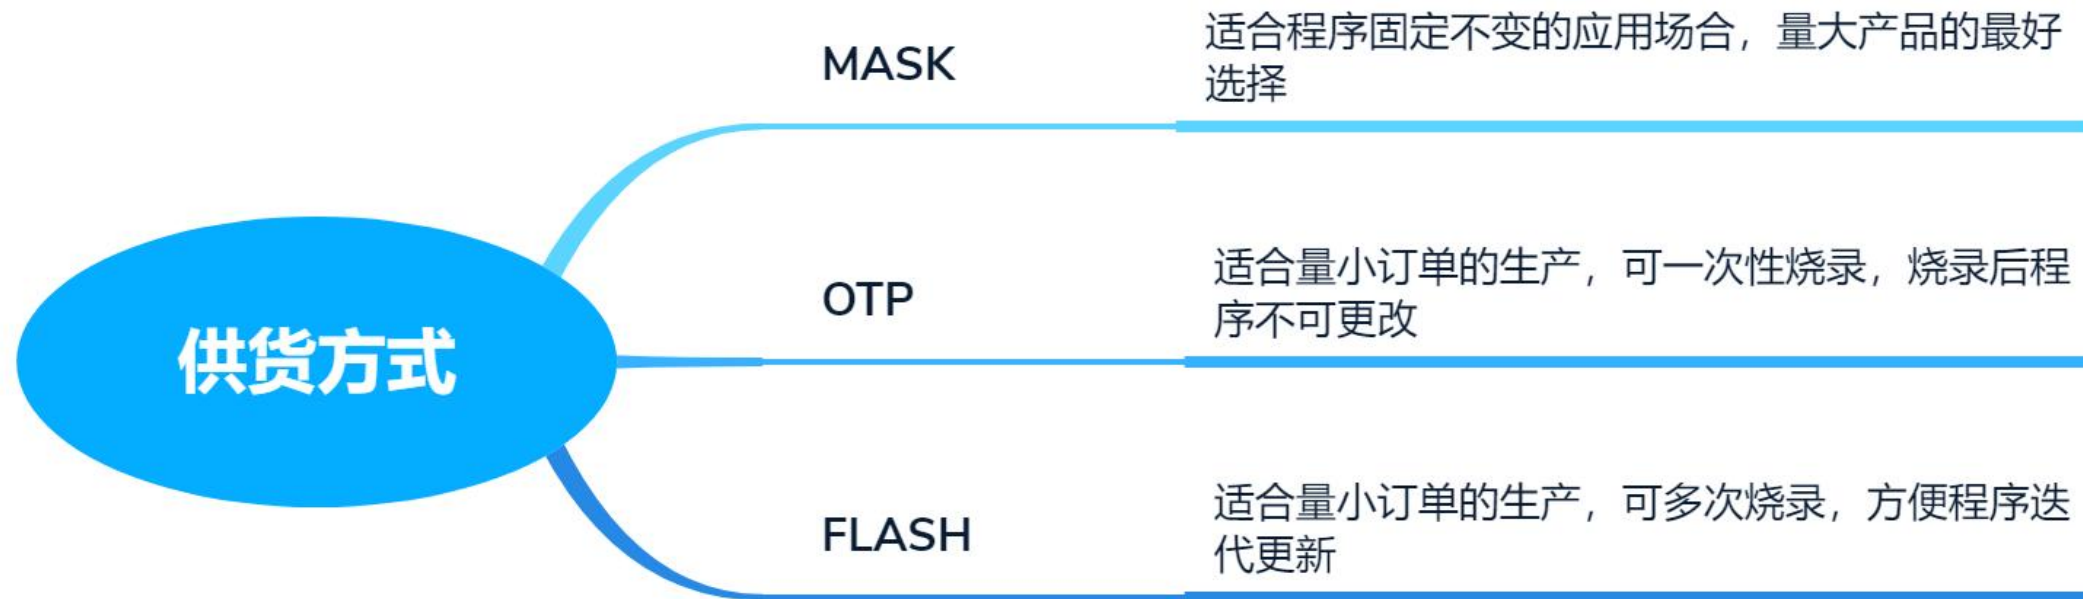 供货方式
MASK
适合程序固定不变的应用场合，量大产品的最好
选择
OTP
适合量小订单的生产，可一次性烧录，烧录后程
序不可更改
FLASH
适合量小订单的生产，可多次烧录，方便程序迭
代更新